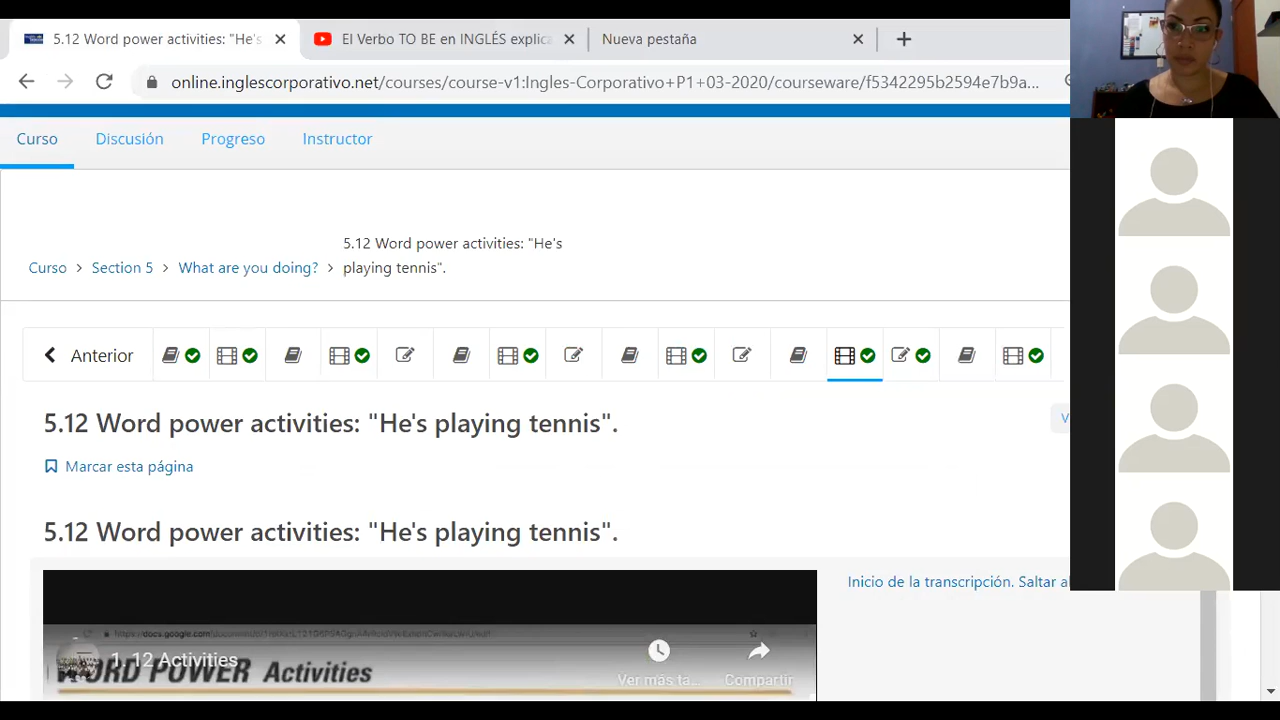 5.12 Word power activities: "He's
El Verbo TO BE en INGLÉS explica
Nueva pestaña
online.inglescorporativo.net/courses/course-v1:Ingles-Corporativo+P1+03-2020/courseware/f5342295b2594e7b9a...
Curso
Discusión
Progreso
Instructor
5.12 Word power activities: "He's
Curso > Section 5 > What are you doing? > playing tennis".
Anterior
5.12 Word power activities: "He's playing tennis".
V
Marcar esta página
5.12 Word power activities: "He's playing tennis".
Inicio de la transcripción. Saltar al
1. 12 Activities
WORD POWER Activities
Ver más ta...
Compartir